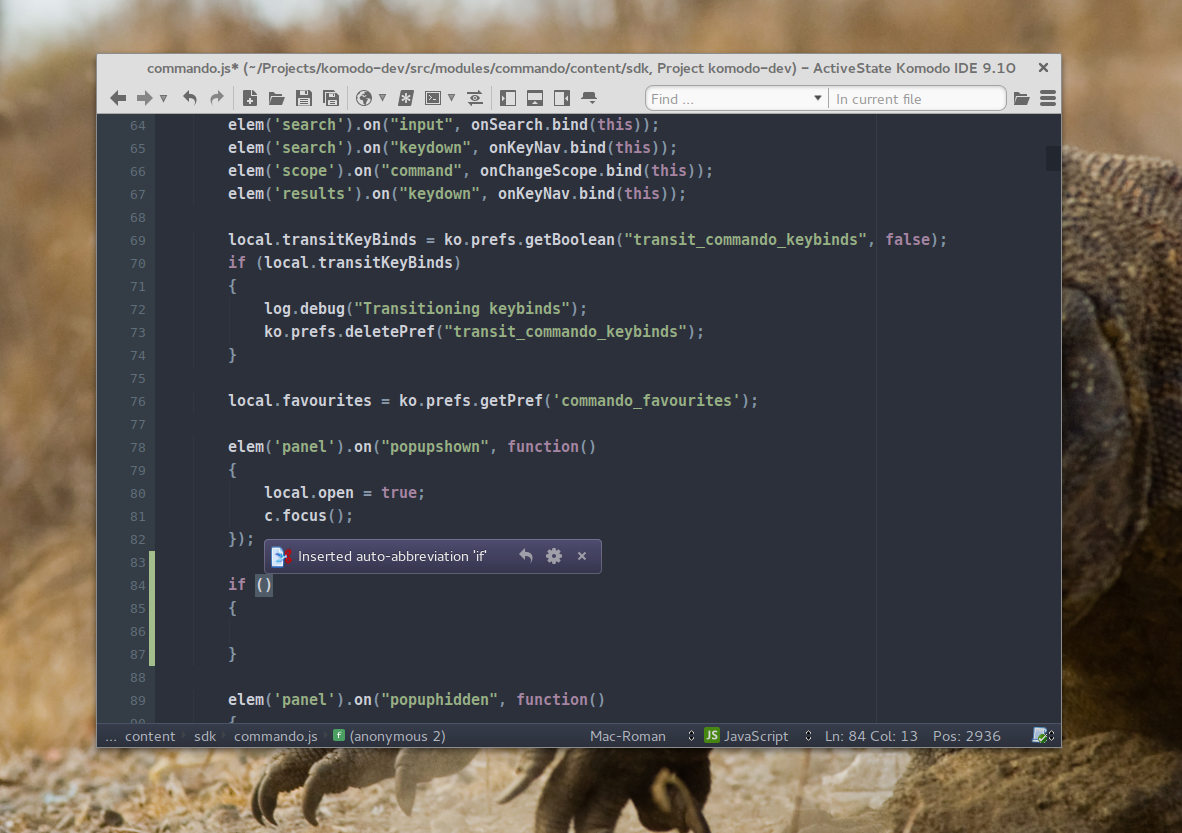 commando.js* (~/Projects/komodo-dev/src/modules/commando/content/sdk, Project komodo-dev) – ActiveState Komodo IDE 9.10
Find ... In current file
64 elem('search').on("input", onSearch.bind(this));
65 elem('search').on("keydown", onKeyNav.bind(this));
66 elem('scope').on("command", onChangeScope.bind(this));
67 elem('results').on("keydown", onKeyNav.bind(this));
68
69 local.transitKeyBinds = ko.prefs.getBoolean("transit_commando_keybinds", false);
70 if (local.transitKeyBinds)
71 {
72 log.debug("Transitioning keybinds");
73 ko.prefs.deletePref("transit_commando_keybinds");
74 }
75
76 local.favourites = ko.prefs.getPref('commando_favourites');
77
78 elem('panel').on("popupshown", function()
79 {
80 local.open = true;
81 c.focus();
82 });
Inserted auto-abbreviation 'if'
83
84 if ()
85 {
86
87 }
88
89 elem('panel').on("popuphidden", function()
90 {
... content sdk commando.js f (anonymous 2) Mac-Roman JS JavaScript Ln: 84 Col: 13 Pos: 2936